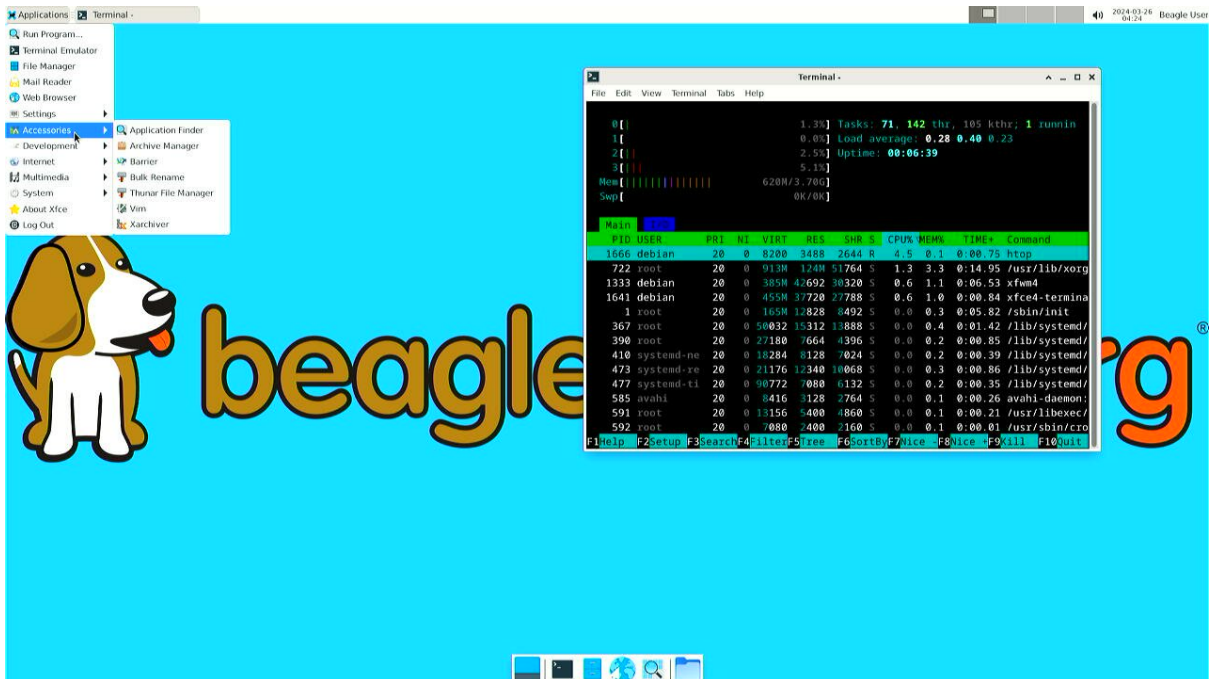 Applications Terminal - 2024-03-26 Beagle User
04:24
Run Program...
Terminal Emulator
File Manager
Mail Reader
Web Browser
Settings
Accessories
Development
Internet
Multimedia
System
About Xfce
Log Out
Application Finder
Archive Manager
Barrier
Bulk Rename
Thunar File Manager
Vim
Xarchiver
Terminal -
File Edit View Terminal Tabs Help
0[| 1.3%] Tasks: 71, 142 thr, 105 kthr; 1 runnin
1[ 0.0%] Load average: 0.28 0.40 0.23
2[|| 2.5%] Uptime: 00:06:39
3[||| 5.1%]
Mem[||||||||||||||| 620M/3.70G]
Swp[ 0K/0K]
Main
PID USER PRI NI VIRT RES SHR S CPU% MEM% TIME+ Command
1666 debian 20 0 8200 3488 2644 R 4.5 0.1 0:00.75 htop
722 root 20 0 913M 124M 51764 S 1.3 3.3 0:14.95 /usr/lib/xorg
1333 debian 20 0 385M 42692 30320 S 0.6 1.1 0:06.53 xfwm4
1641 debian 20 0 455M 37720 27788 S 0.6 1.0 0:00.84 xfce4-termina
1 root 20 0 165M 12828 8492 S 0.0 0.3 0:05.82 /sbin/init
367 root 20 0 50032 15312 13888 S 0.0 0.4 0:01.42 /lib/systemd/
390 root 20 0 27180 7664 4396 S 0.0 0.2 0:00.85 /lib/systemd/
410 systemd-ne 20 0 18284 8128 7024 S 0.0 0.2 0:00.39 /lib/systemd/
473 systemd-re 20 0 21176 12340 10068 S 0.0 0.3 0:00.86 /lib/systemd/
477 systemd-ti 20 0 90772 7080 6132 S 0.0 0.2 0:00.35 /lib/systemd/
585 avahi 20 0 8416 3128 2764 S 0.0 0.1 0:00.26 avahi-daemon:
591 root 20 0 13156 5400 4860 S 0.0 0.1 0:00.21 /usr/libexec/
592 root 20 0 7080 2400 2160 S 0.0 0.1 0:00.01 /usr/sbin/cro
F1Help F2Setup F3SearchF4FilterF5Tree F6SortByF7Nice -F8Nice +F9Kill F10Quit
beagle rg®